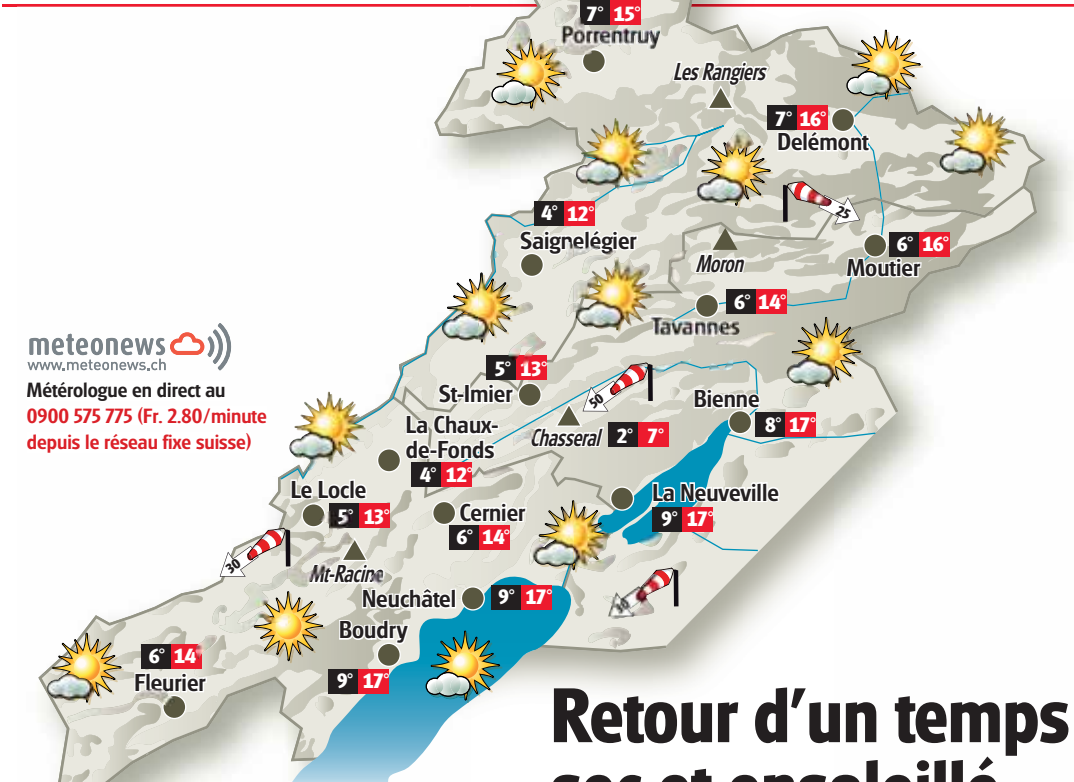 7° 15°
Porrentruy
Les Rangiers
7° 16°
Delémont
25
4° 12°
Saignelégier
Moron
6° 16°
Moutier
6° 14°
Tavannes
meteonews
www.meteonews.ch
Métérologue en direct au
0900 575 775 (Fr. 2.80/minute
depuis le réseau fixe suisse)
5° 13°
St-Imier
50
Chasseral 2° 7°
Bienne
8° 17°
La Chaux-
de-Fonds
4° 12°
Le Locle
5° 13°
Cernier
6° 14°
La Neuveville
9° 17°
30
Mt-Racine
Neuchâtel 9° 17°
Boudry
9° 17°
6° 14°
Fleurier
Retour d'un temps
sec et ensoleillé